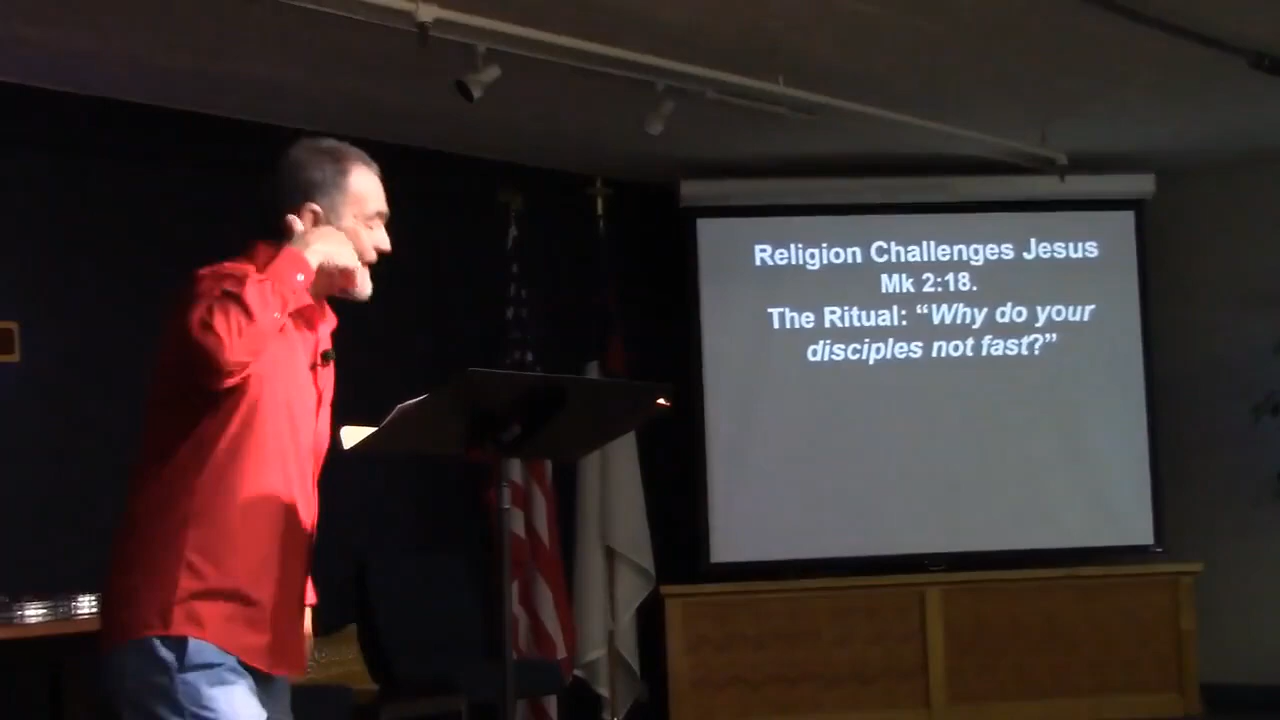 Religion Challenges Jesus
Mk 2:18.
The Ritual: “Why do your
disciples not fast?”